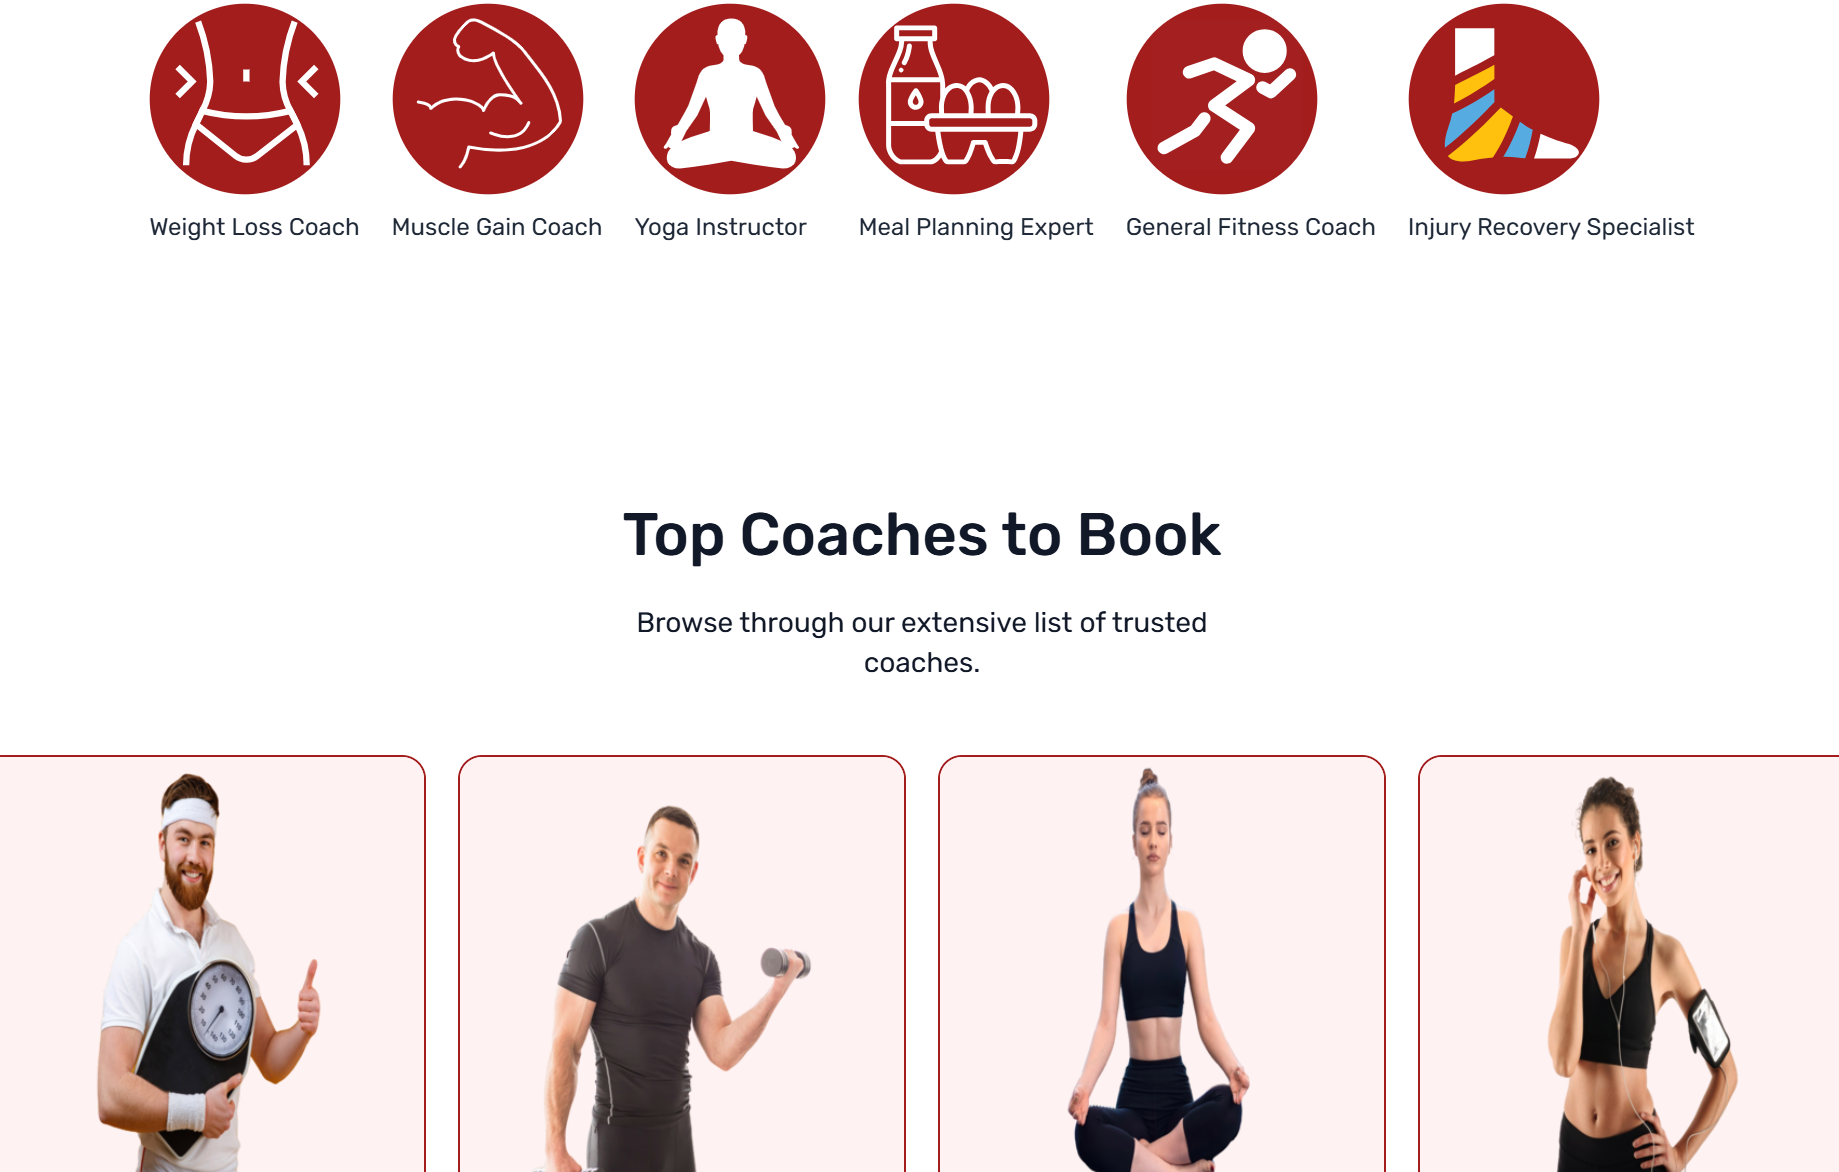 Weight Loss Coach
Muscle Gain Coach
Yoga Instructor
Meal Planning Expert
General Fitness Coach
Injury Recovery Specialist
Top Coaches to Book
Browse through our extensive list of trusted
coaches.